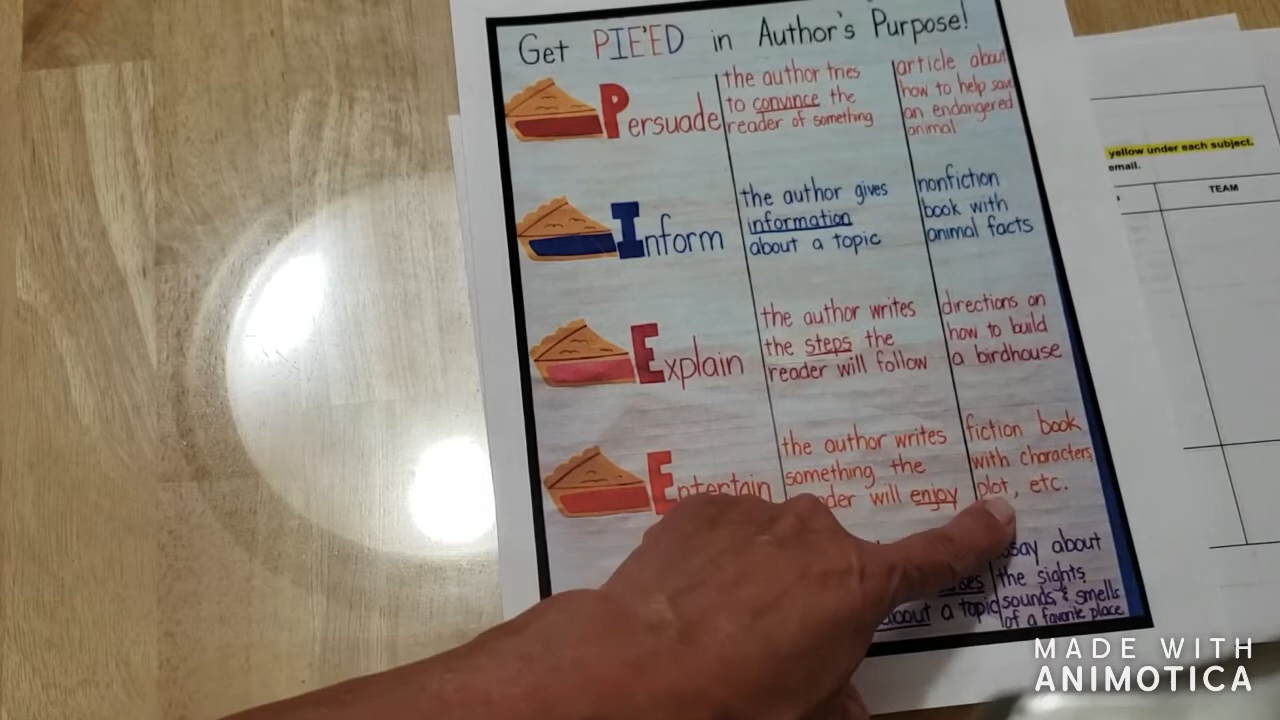 Get PIE'ED in Author's Purpose!
Persuade
the author tries
to convince the
reader of something
article about
how to help save
an endangered
animal
Inform
the author gives
information
about a topic
nonfiction
book with
animal facts
Explain
the author writes
the steps the
reader will follow
directions on
how to build
a birdhouse
Entertain
the author writes
something the
will enjoy
fiction book
with characters,
plot, etc.
about
the sights,
about a topic
sounds, & smells
of a favorite place
yellow under each subject.
email.
TEAM
MADE WITH
ANIMOTICA